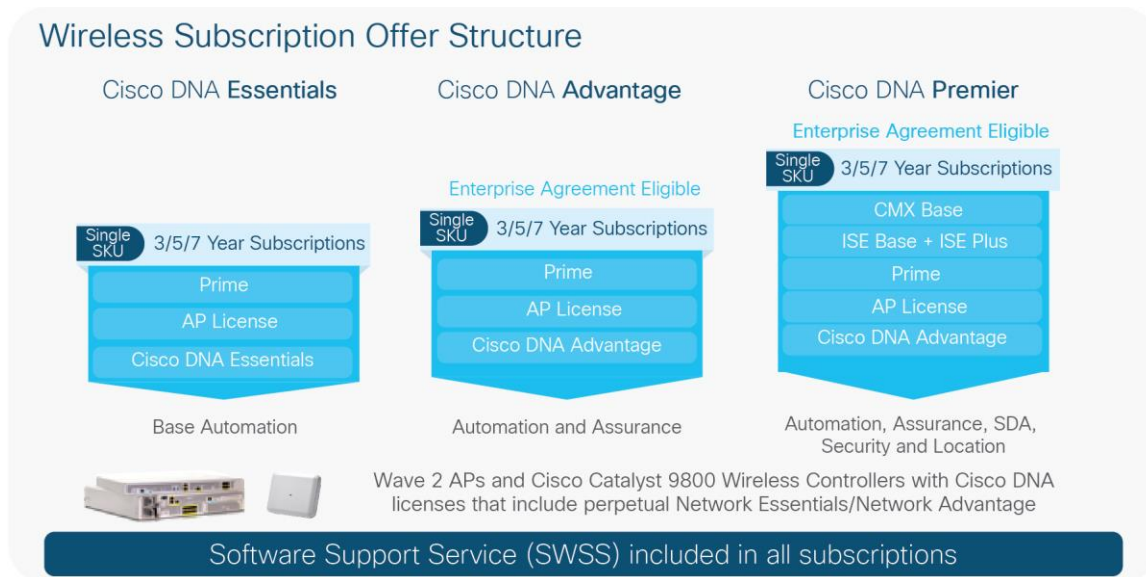 Wireless Subscription Offer Structure
Cisco DNA Essentials
Single
SKU
3/5/7 Year Subscriptions
Prime
AP License
Cisco DNA Essentials
Base Automation
Cisco DNA Advantage
Enterprise Agreement Eligible
Single
SKU
3/5/7 Year Subscriptions
Prime
AP License
Cisco DNA Advantage
Automation and Assurance
Cisco DNA Premier
Enterprise Agreement Eligible
Single
SKU
3/5/7 Year Subscriptions
CMX Base
ISE Base + ISE Plus
Prime
AP License
Cisco DNA Advantage
Automation, Assurance, SDA,
Security and Location
Wave 2 APs and Cisco Catalyst 9800 Wireless Controllers with Cisco DNA
licenses that include perpetual Network Essentials/Network Advantage
Software Support Service (SWSS) included in all subscriptions